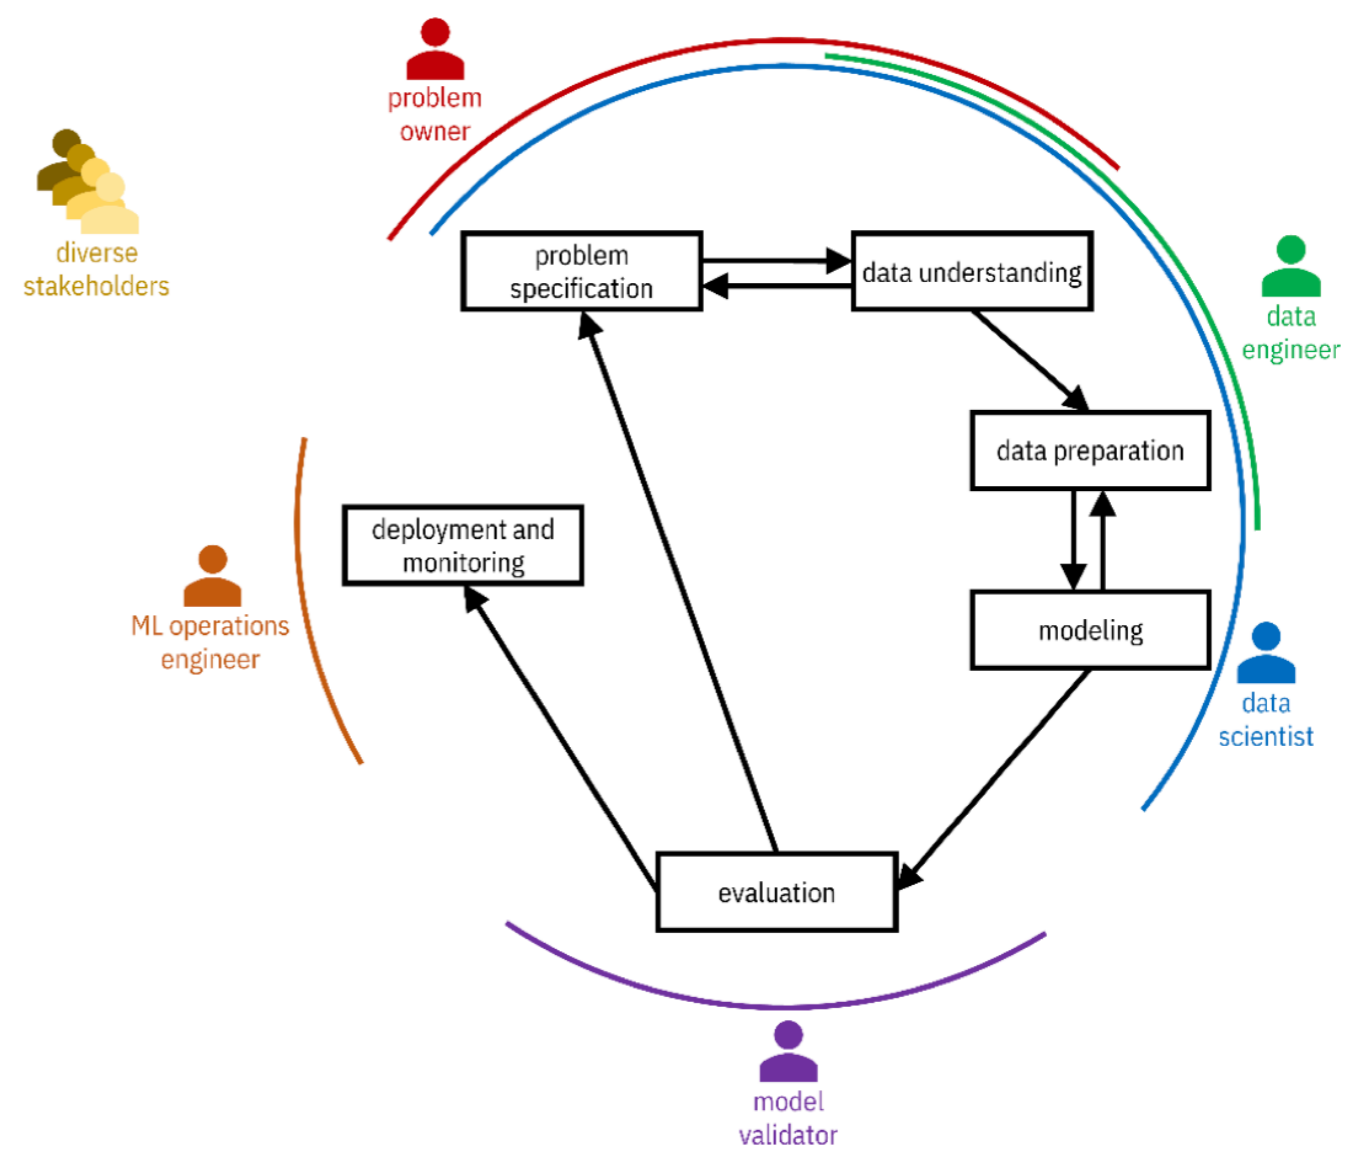 problem
owner
diverse
stakeholders
problem
specification
data understanding
data
engineer
data preparation
deployment and
monitoring
ML operations
engineer
modeling
data
scientist
evaluation
model
validator